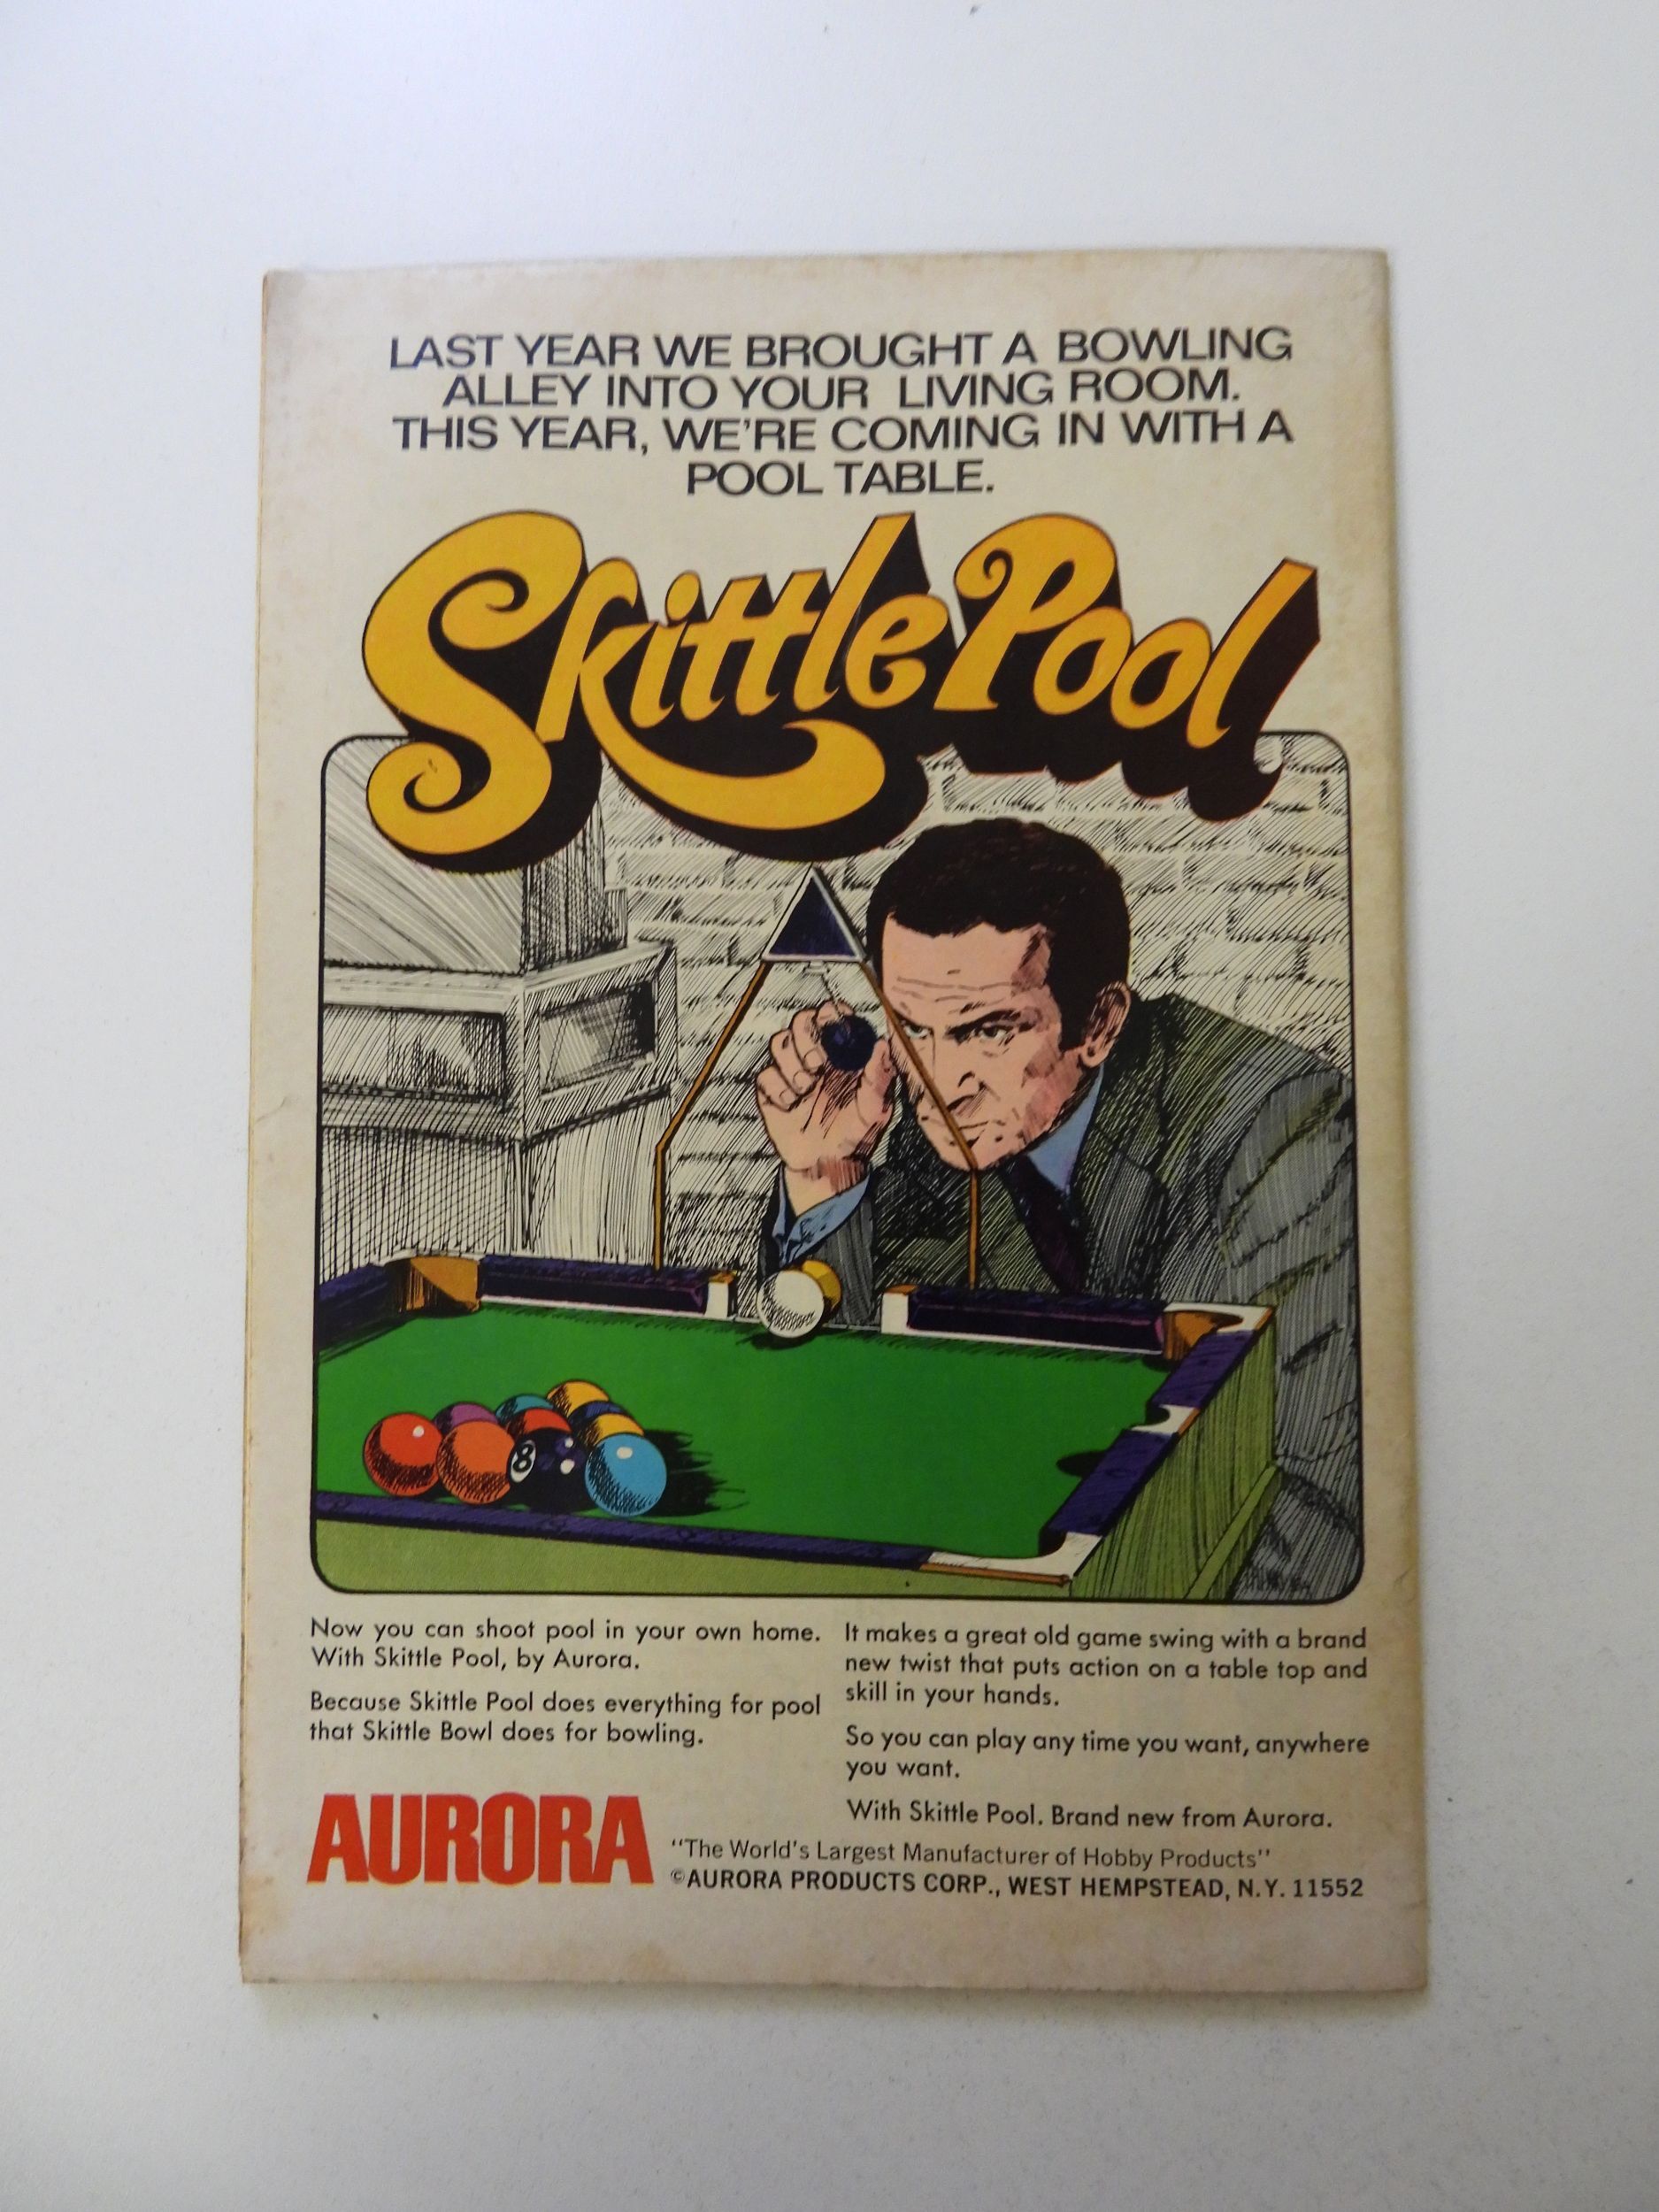 LAST YEAR WE BROUGHT A BOWLING
ALLEY INTO YOUR LIVING ROOM.
THIS YEAR, WE'RE COMING IN WITH A
POOL TABLE.
Skittle Pool
8
Now you can shoot pool in your own home.
With Skittle Pool, by Aurora.
Because Skittle Pool does everything for pool
that Skittle Bowl does for bowling.
It makes a great old game swing with a brand
new twist that puts action on a table top and
skill in your hands.
So you can play any time you want, anywhere
you want.
With Skittle Pool. Brand new from Aurora.
AURORA
"The World's Largest Manufacturer of Hobby Products"
©AURORA PRODUCTS CORP., WEST HEMPSTEAD, N.Y. 11552